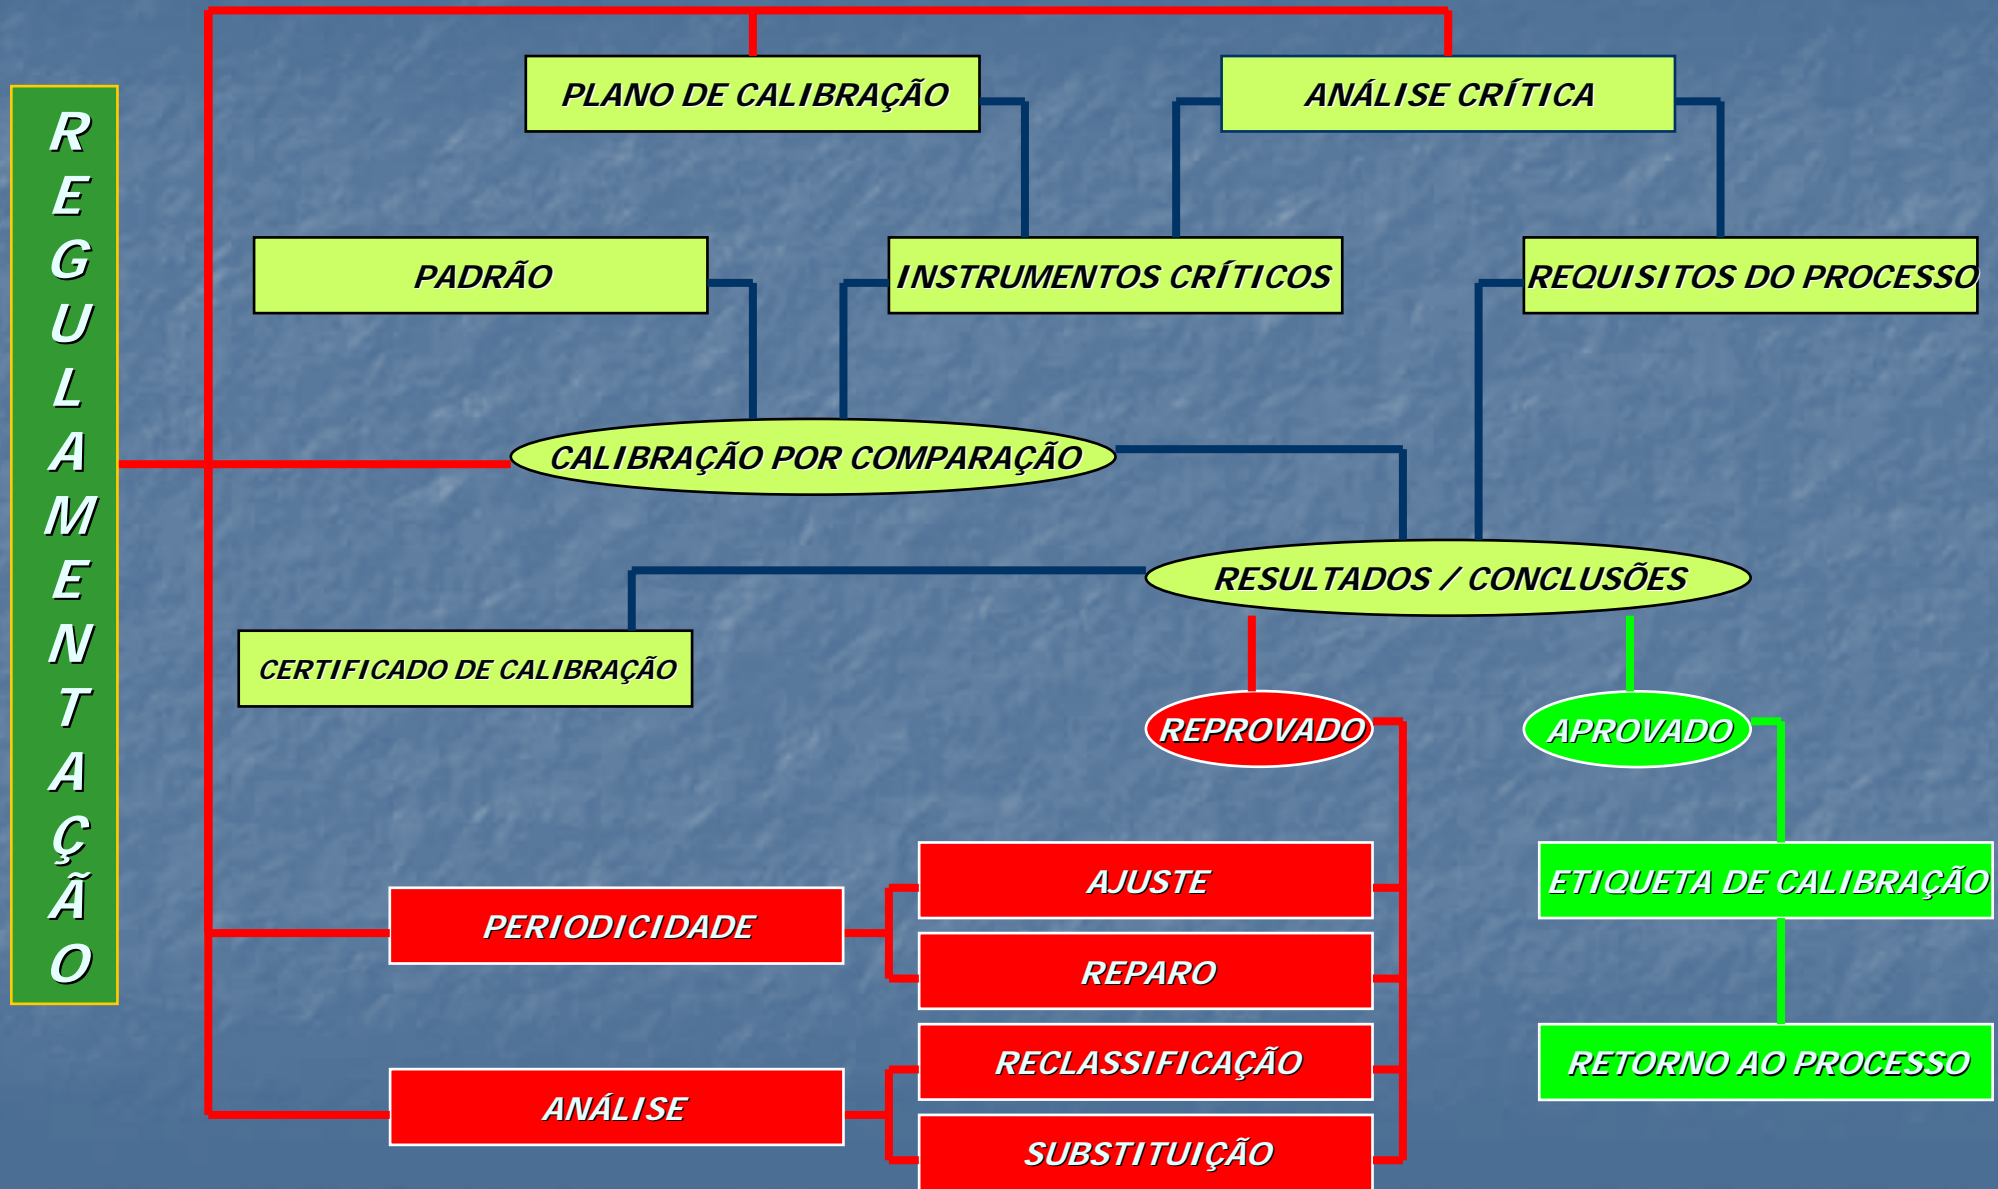 REGULAMENTAÇÃO
PLANO DE CALIBRAÇÃO
ANÁLISE CRÍTICA
PADRÃO
INSTRUMENTOS CRÍTICOS
REQUISITOS DO PROCESSO
CALIBRAÇÃO POR COMPARAÇÃO
RESULTADOS / CONCLUSÕES
CERTIFICADO DE CALIBRAÇÃO
REPROVADO
APROVADO
AJUSTE
ETIQUETA DE CALIBRAÇÃO
PERIODICIDADE
REPARO
RECLASSIFICAÇÃO
RETORNO AO PROCESSO
ANÁLISE
SUBSTITUIÇÃO